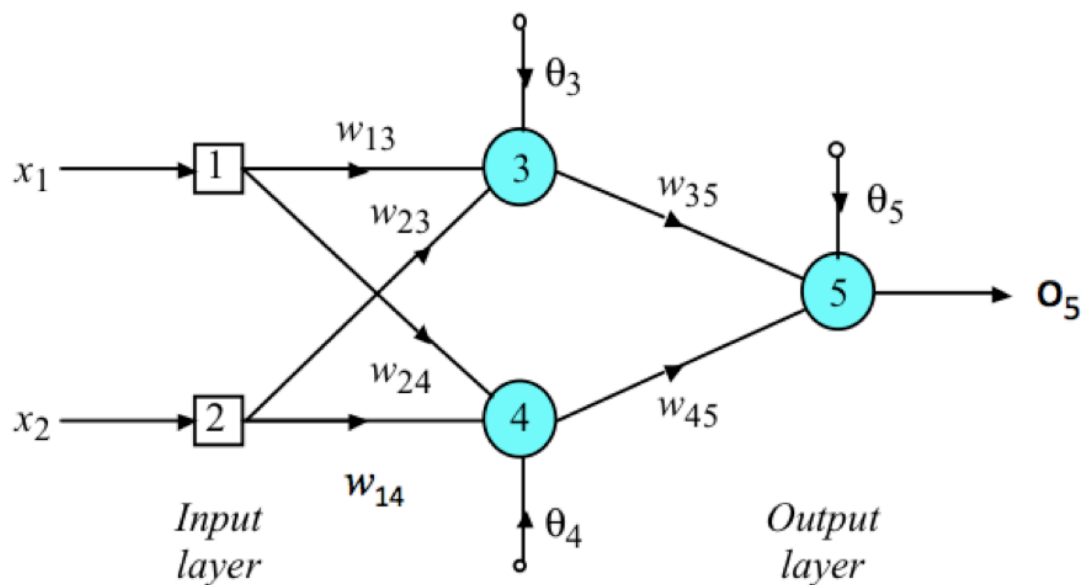 θ3
w13
x1
1
3
w23
w35
θ5
5
O5
w24
x2
2
4
w45
w14
Input
layer
θ4
Output
layer